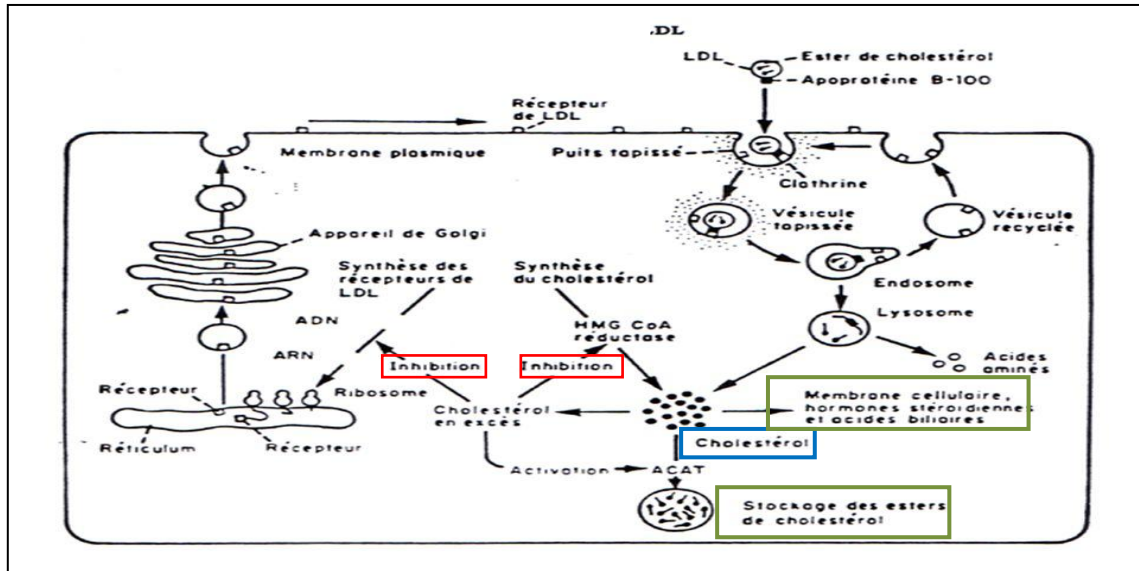 .DL
LDL
Ester de cholestérol
Apoprotéine B-100
Récepteur
de LDL
Membrane plasmique
Puits tapissé
Clathrine
Vésicule
tapissée
Vésicule
recyclée
Appareil de Golgi
Endosome
Synthèse des
récepteurs de
LDL
Synthèse
du cholestérol
Lysosome
ADN
HMG CoA
réductase
ARN
Inhibition
Inhibition
Acides
aminés
Récepteur
Ribosome
Cholestérol
en excés
Membrane cellulaire,
hormones stéroïdiennes
et acides biliaires
Réticulum
Récepteur
Cholestérol
Activation
ACAT
Stockage des esters
de cholestérol